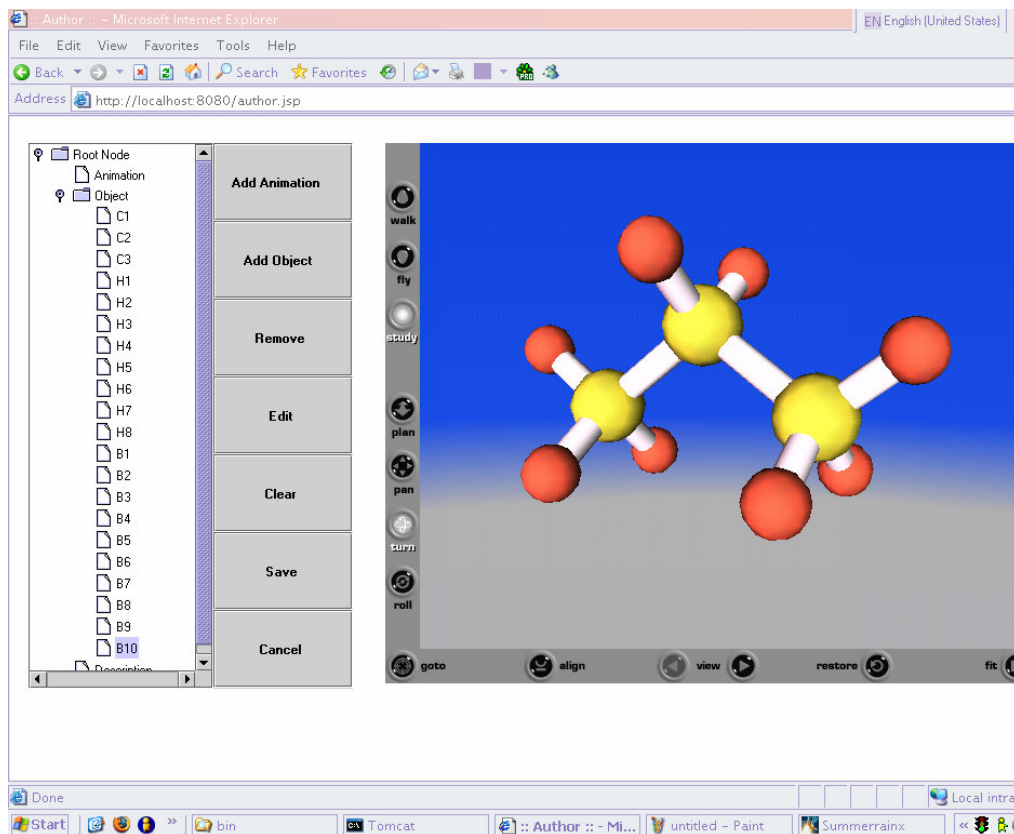 :: Author :: - Microsoft Internet Explorer
EN English (United States)
File Edit View Favorites Tools Help
Back Search Favorites PRO
Address http://localhost:8080/author.jsp
Root Node
Animation
Object
C1
C2
C3
H1
H2
H3
H4
H5
H6
H7
H8
B1
B2
B3
B4
B5
B6
B7
B8
B9
B10
Description
Add Animation
Add Object
Remove
Edit
Clear
Save
Cancel
walk
fly
study
plan
pan
turn
roll
goto align view restore fit
Done
Local intra
Start » bin Tomcat :: Author :: - Mi... untitled - Paint Summerrainx «